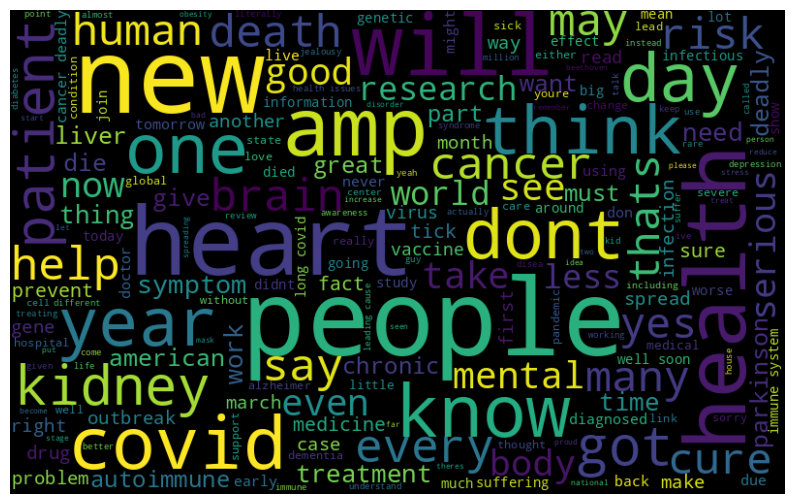 point
almost
obesity
literally
human
death
will
might
genetic
sick
mean
lead
may
way
effect
either
instead
lot
risk
diabetes
cancer deadly
condition
join
new
live
good
jealousy
million
health issues
information
youre
read
infectious
beethoven
talk
want
big
day
deadly
patient
start
disorder
bad
tomorrow
another
research
part
think
change
remember
keep
called
need
show
use
person
liver
state
love
month
amp
syndrome
yeah
rare
reduce
die
global
died
great
one
cancer
using
please
depression
now
brain
never
world
see
must
don
severe
stress
treat
thing
give
center
increase
care
around
thats
serious
health
today
review
awareness
virus
tick
kid
suffer
let
doctor
spreading
heart
really
actually
dont
two
ive
infection
sure
help
symptom
going
guy
vaccine
idea
disea
including
prevent
didnt
long covid
fact
study
take
less
spread
worse
cell different
without
first
pandemic
gene
treating
year
people
leading cause
seen
yes
parkinson
immune system
hospital
mask
american
work
working
medical
well soon
house
put
come
say
chronic
mental
many
given
life
kidney
alzheimer
little
know
time
sorry
become
well
march
even
medicine
diagnosed
link
right
outbreak
support
far
covid
case
every
thought
proud
got
cure
stage
better
dementia
theres
body
drug
treatment
problem
autoimmune
early
immune
understand
much
suffering
national
back
make
due